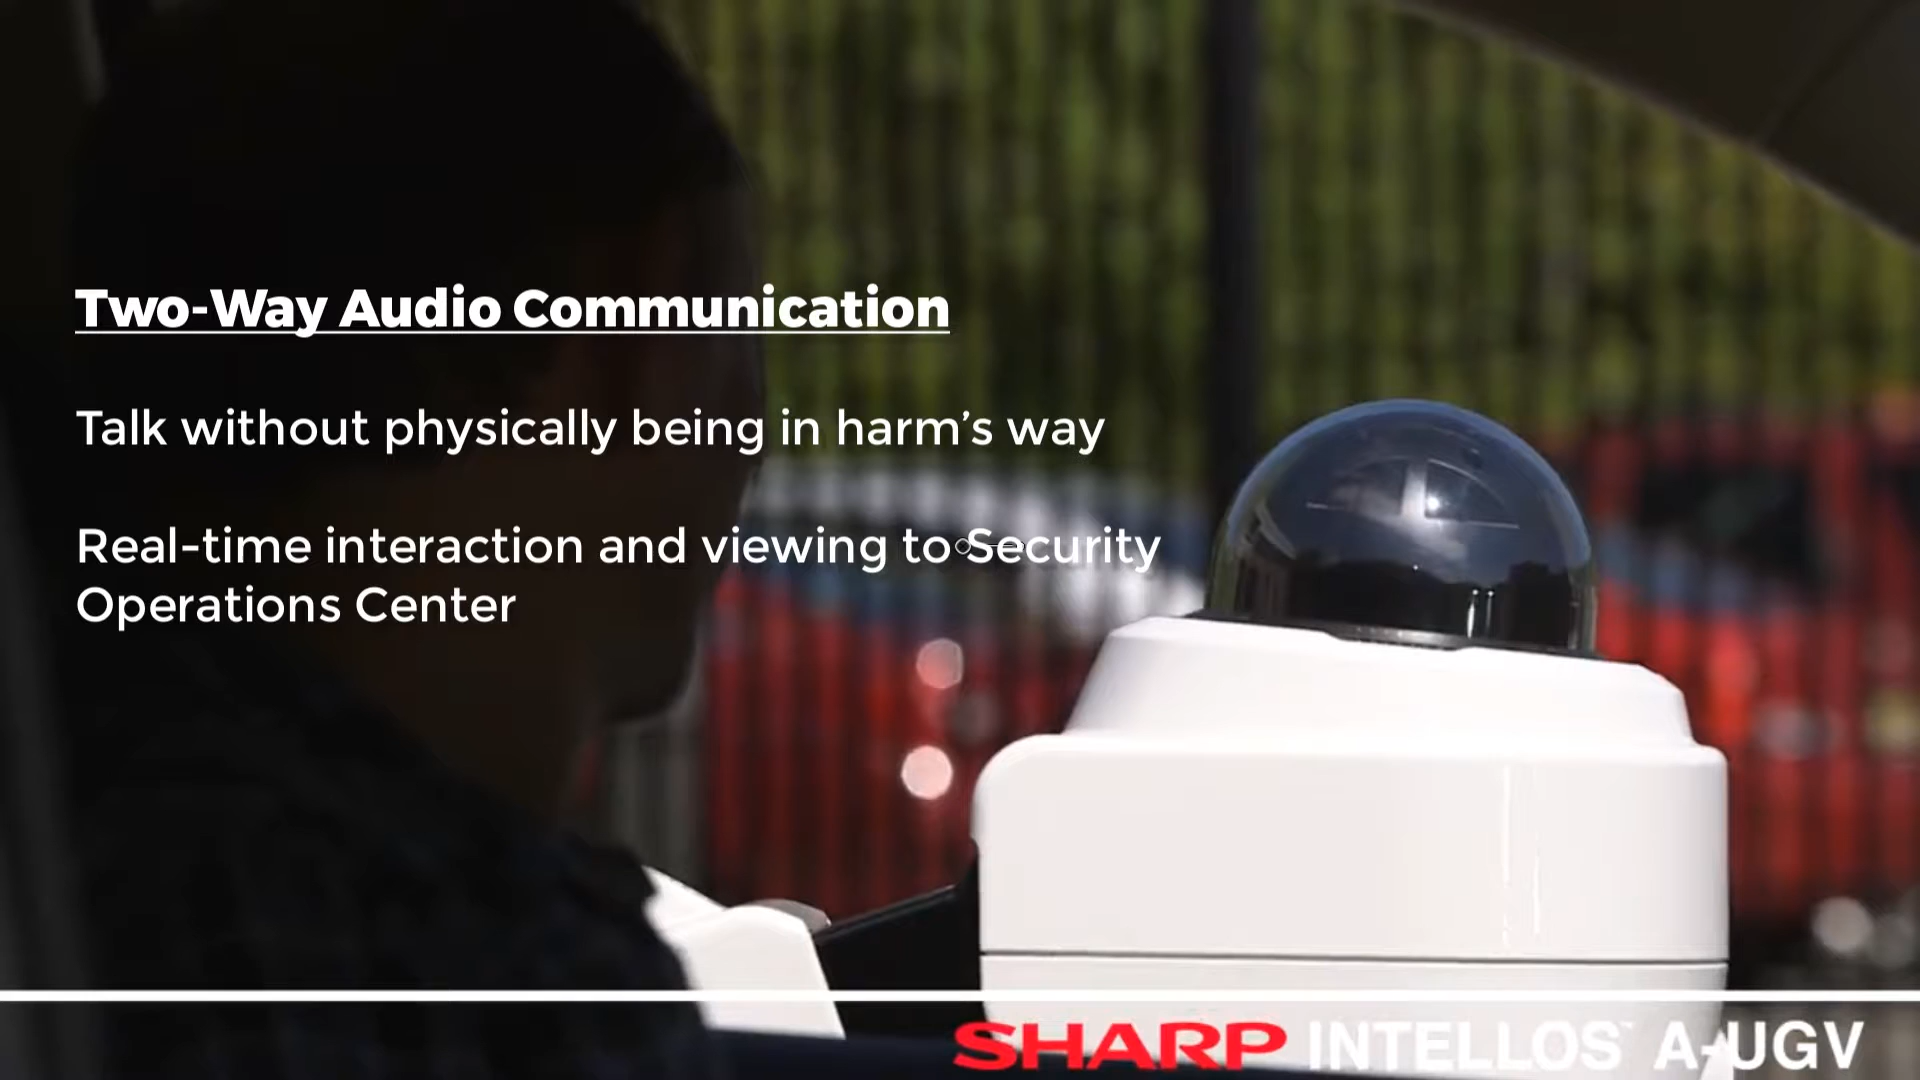 Two-Way Audio Communication
Talk without physically being in harm’s way
Real-time interaction and viewing to Security
Operations Center
SHARP INTELLOS™ A-UGV